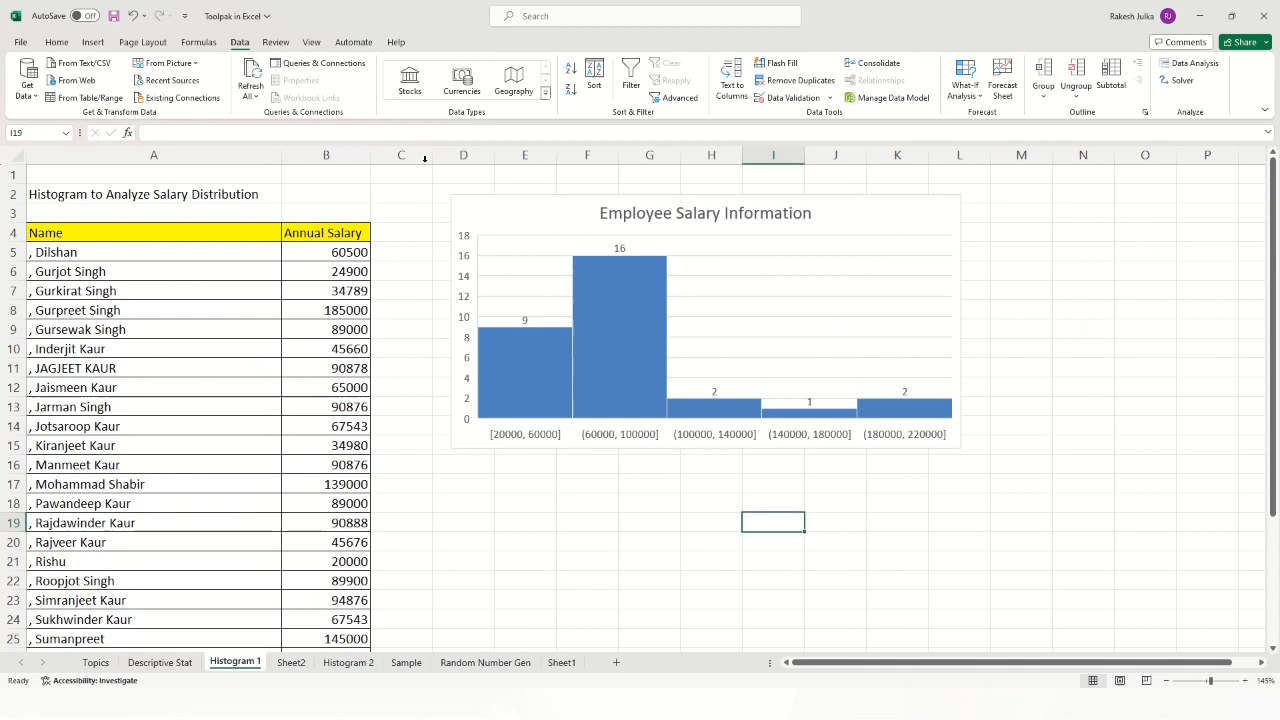 AutoSave Off Toolpak in Excel Search Rakesh Julka RJ
File Home Insert Page Layout Formulas Data Review View Automate Help Comments Share
Get Data From Text/CSV From Web From Table/Range From Picture Recent Sources Existing Connections
Refresh All Queries & Connections Properties Workbook Links
Stocks Currencies Geography
Sort Filter Clear Reapply Advanced
Text to Columns Flash Fill Remove Duplicates Data Validation Consolidate Relationships Manage Data Model
What-If Analysis Forecast Sheet Group Ungroup Subtotal Data Analysis Solver
Get & Transform Data Queries & Connections Data Types Sort & Filter Data Tools Forecast Outline Analyze
I19 fx
A B C D E F G H I J K L M N O P
1
2 Histogram to Analyze Salary Distribution
3
4 Name Annual Salary
5 , Dilshan 60500
6 , Gurjot Singh 24900
7 , Gurkirat Singh 34789
8 , Gurpreet Singh 185000
9 , Gursewak Singh 89000
10 , Inderjit Kaur 45660
11 , JAGJEET KAUR 90878
12 , Jaismeen Kaur 65000
13 , Jarman Singh 90876
14 , Jotsaroop Kaur 67543
15 , Kiranjeet Kaur 34980
16 , Manmeet Kaur 90876
17 , Mohammad Shabir 139000
18 , Pawandeep Kaur 89000
19 , Rajdawinder Kaur 90888
20 , Rajveer Kaur 45676
21 , Rishu 20000
22 , Roopjot Singh 89900
23 , Simranjeet Kaur 94876
24 , Sukhwinder Kaur 67543
25 , Sumanpreet 145000
Employee Salary Information
18
16
14
12
10
8
6
4
2
0
9 16 2 1 2
[20000, 60000] (60000, 100000] (100000, 140000] (140000, 180000] (180000, 220000]
Topics Descriptive Stat Histogram 1 Sheet2 Histogram 2 Sample Random Number Gen Sheet1
Ready Accessibility: Investigate 145%